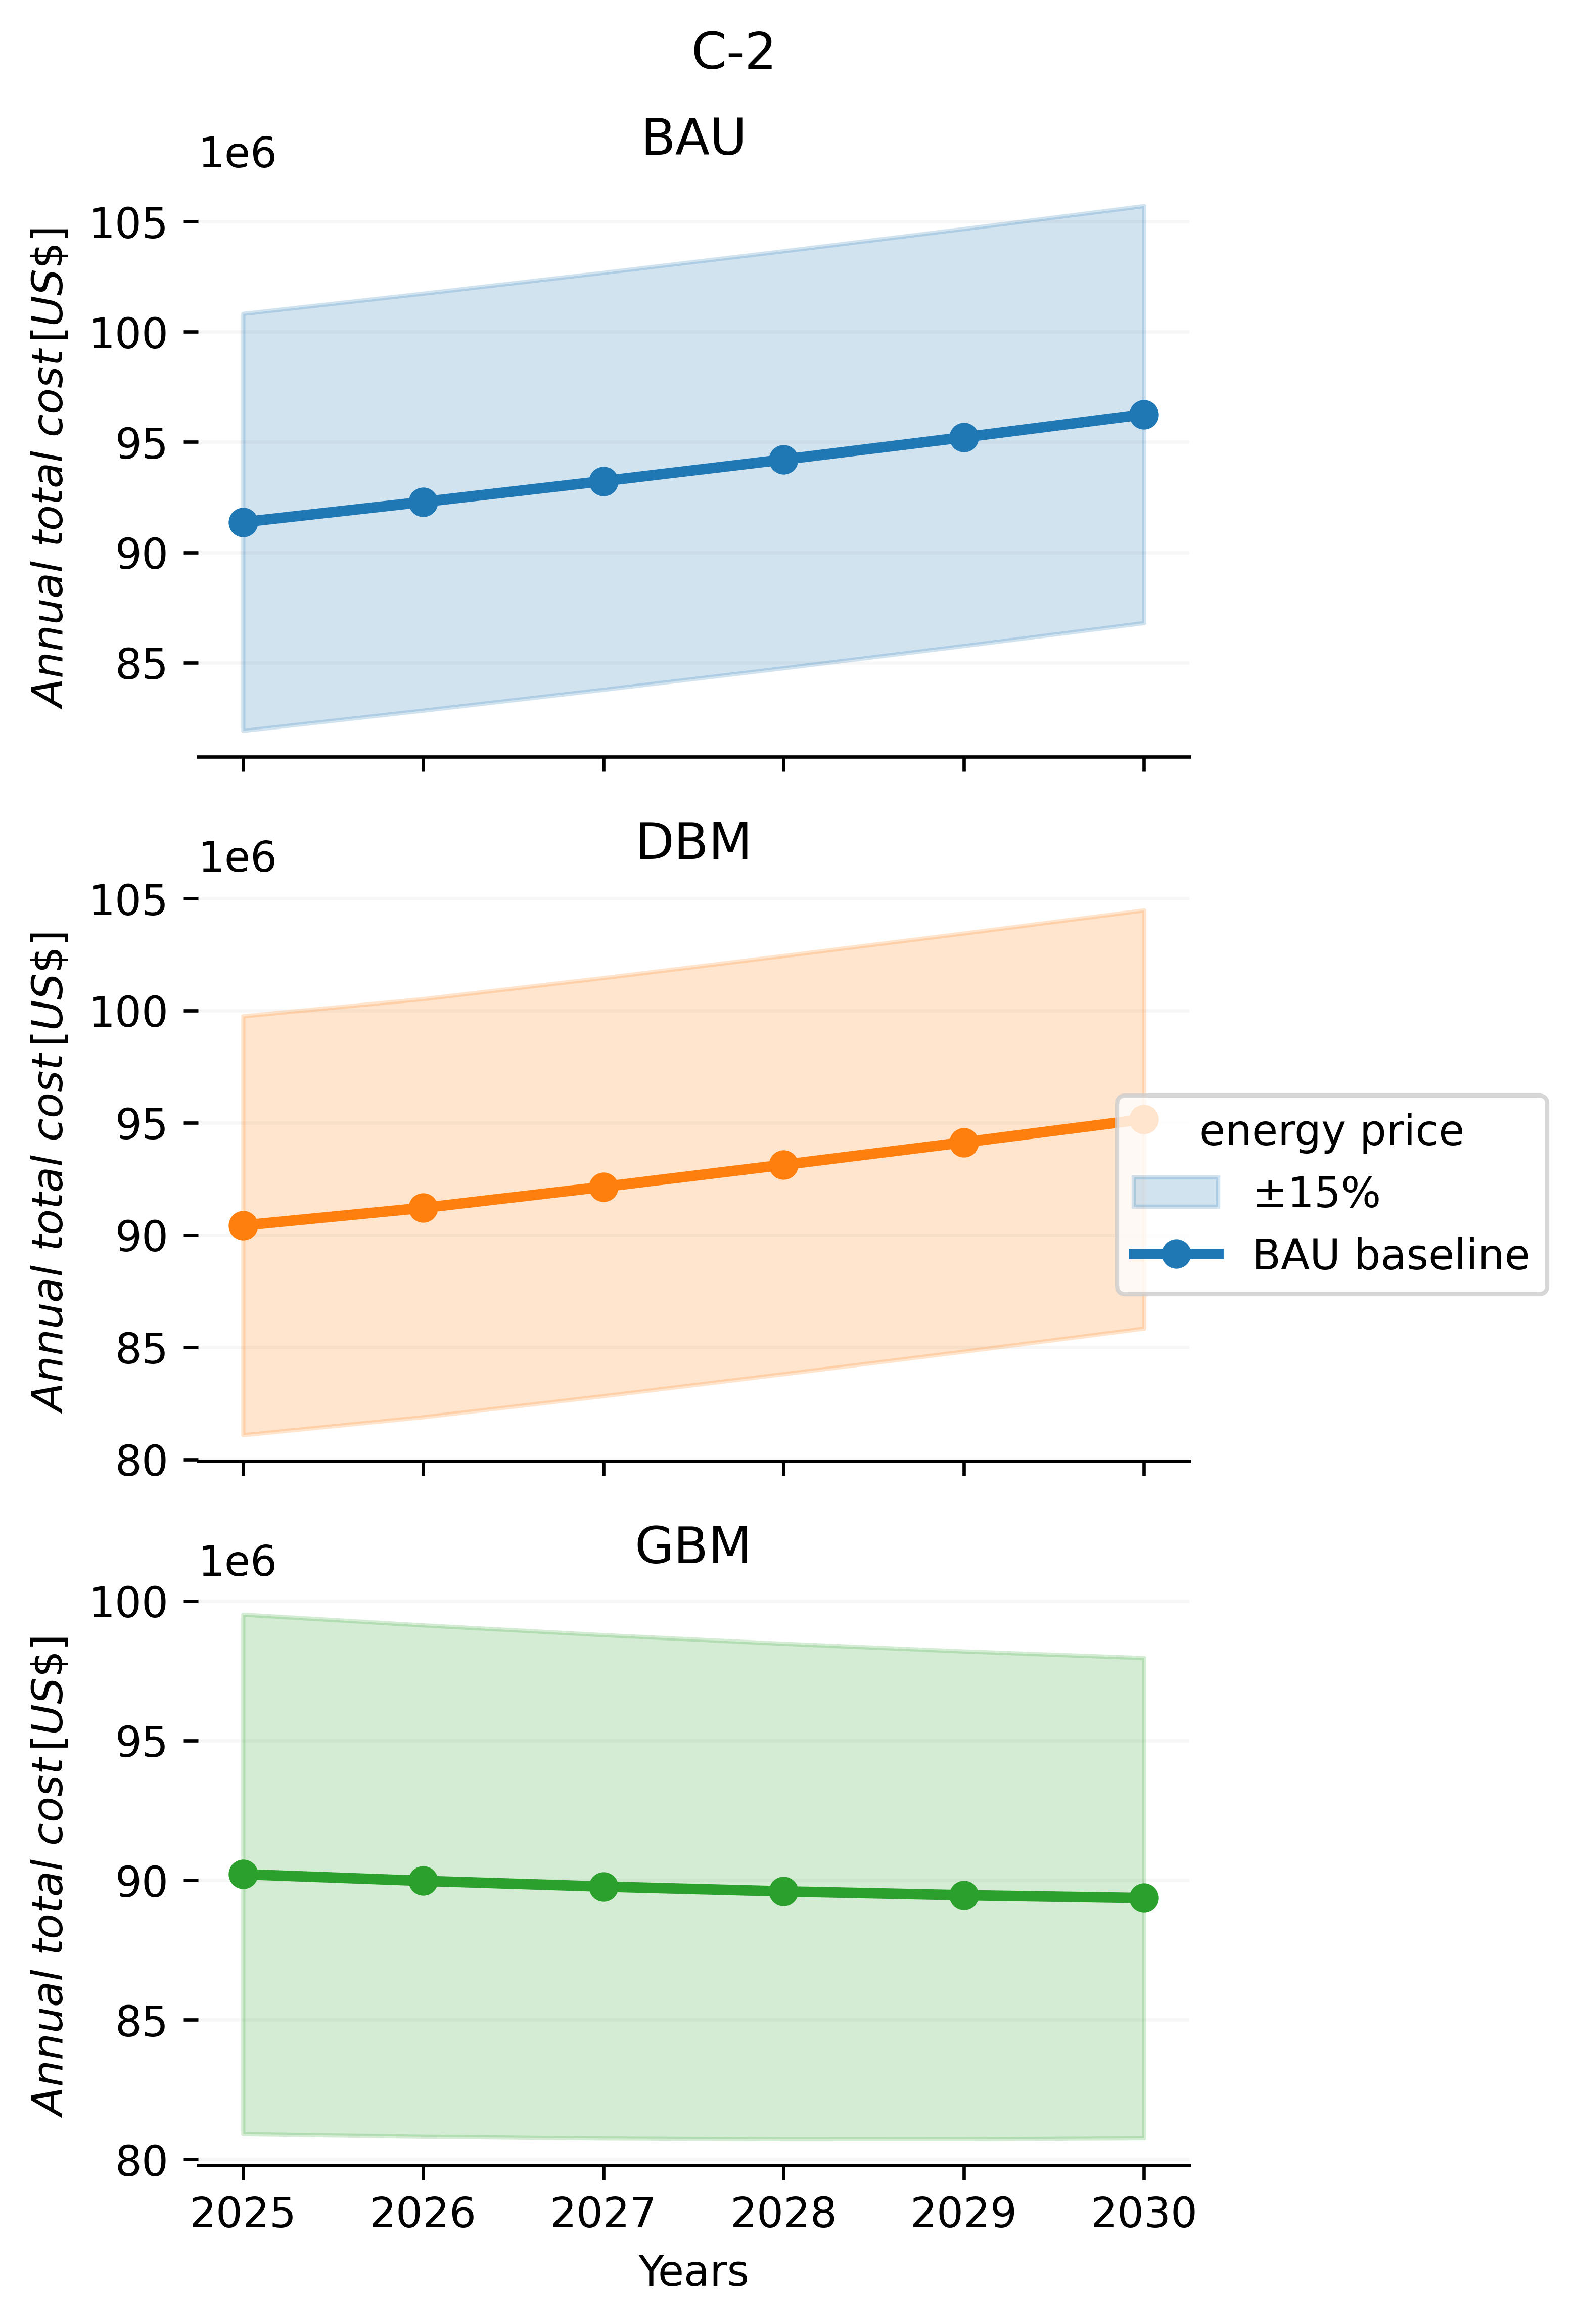 C-2
BAU
1e6
Annual total cost [US$]
105
100
95
90
85
DBM
1e6
Annual total cost [US$]
105
100
95
90
85
80
energy price
±15%
BAU baseline
GBM
1e6
Annual total cost [US$]
100
95
90
85
80
2025 2026 2027 2028 2029 2030
Years